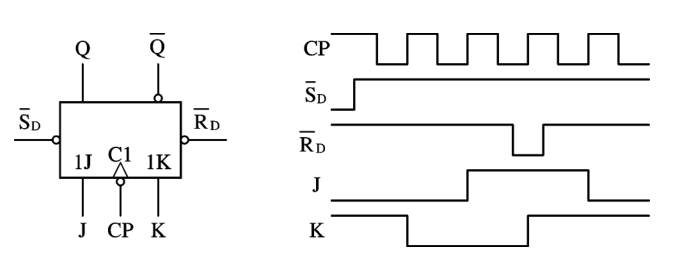 Q Q̅
S̅D R̅D
1J C1 1K
J CP K
CP
S̅D
R̅D
J
K